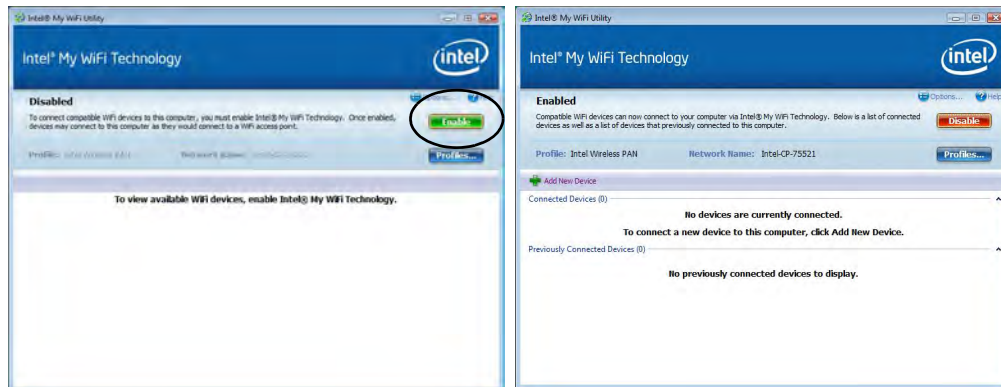 Intel® My WiFi Utility
Intel® My WiFi Technology
intel
Disabled
To connect compatible WiFi devices to this computer, you must enable Intel® My WiFi Technology. Once enabled,
devices may connect to this computer as they would connect to a WiFi access point.
Enable
Profile: Intel Wireless PAN
Network Name:
Profiles...
To view available WiFi devices, enable Intel® My WiFi Technology.
Intel® My WiFi Utility
Intel® My WiFi Technology
intel
Options...
Help
Enabled
Compatible WiFi devices can now connect to your computer via Intel® My WiFi Technology. Below is a list of connected
devices as well as a list of devices that previously connected to this computer.
Disable
Profile: Intel Wireless PAN
Network Name: Intel-CP-75521
Profiles...
Add New Device
Connected Devices (0)
No devices are currently connected.
To connect a new device to this computer, click Add New Device.
Previously Connected Devices (0)
No previously connected devices to display.